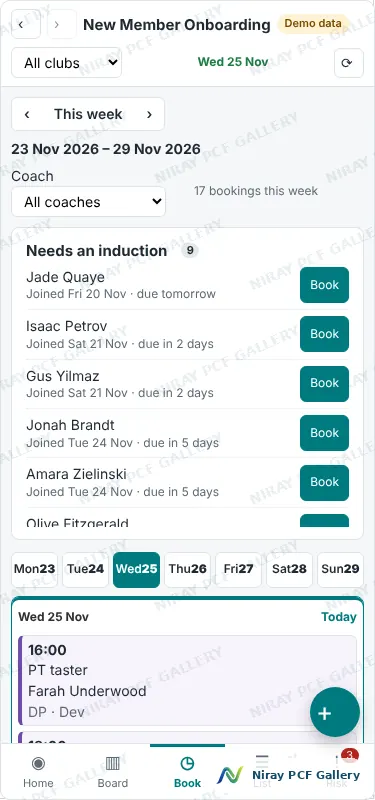 ‹ › New Member Onboarding Demo data
All clubs Wed 25 Nov
‹ This week ›
23 Nov 2026 – 29 Nov 2026
Coach
All coaches 17 bookings this week
Needs an induction 9
Jade Quaye
Joined Fri 20 Nov · due tomorrow Book
Isaac Petrov
Joined Sat 21 Nov · due in 2 days Book
Gus Yilmaz
Joined Sat 21 Nov · due in 2 days Book
Jonah Brandt
Joined Tue 24 Nov · due in 5 days Book
Amara Zielinski
Joined Tue 24 Nov · due in 5 days Book
Olive Fitzgerald
Mon23 Tue24 Wed25 Thu26 Fri27 Sat28 Sun29
Wed 25 Nov Today
16:00
PT taster
Farah Underwood
DP · Dev
+
3
Home Board Book List Risk
Niray PCF Gallery
NIRAY PCF GALLERY